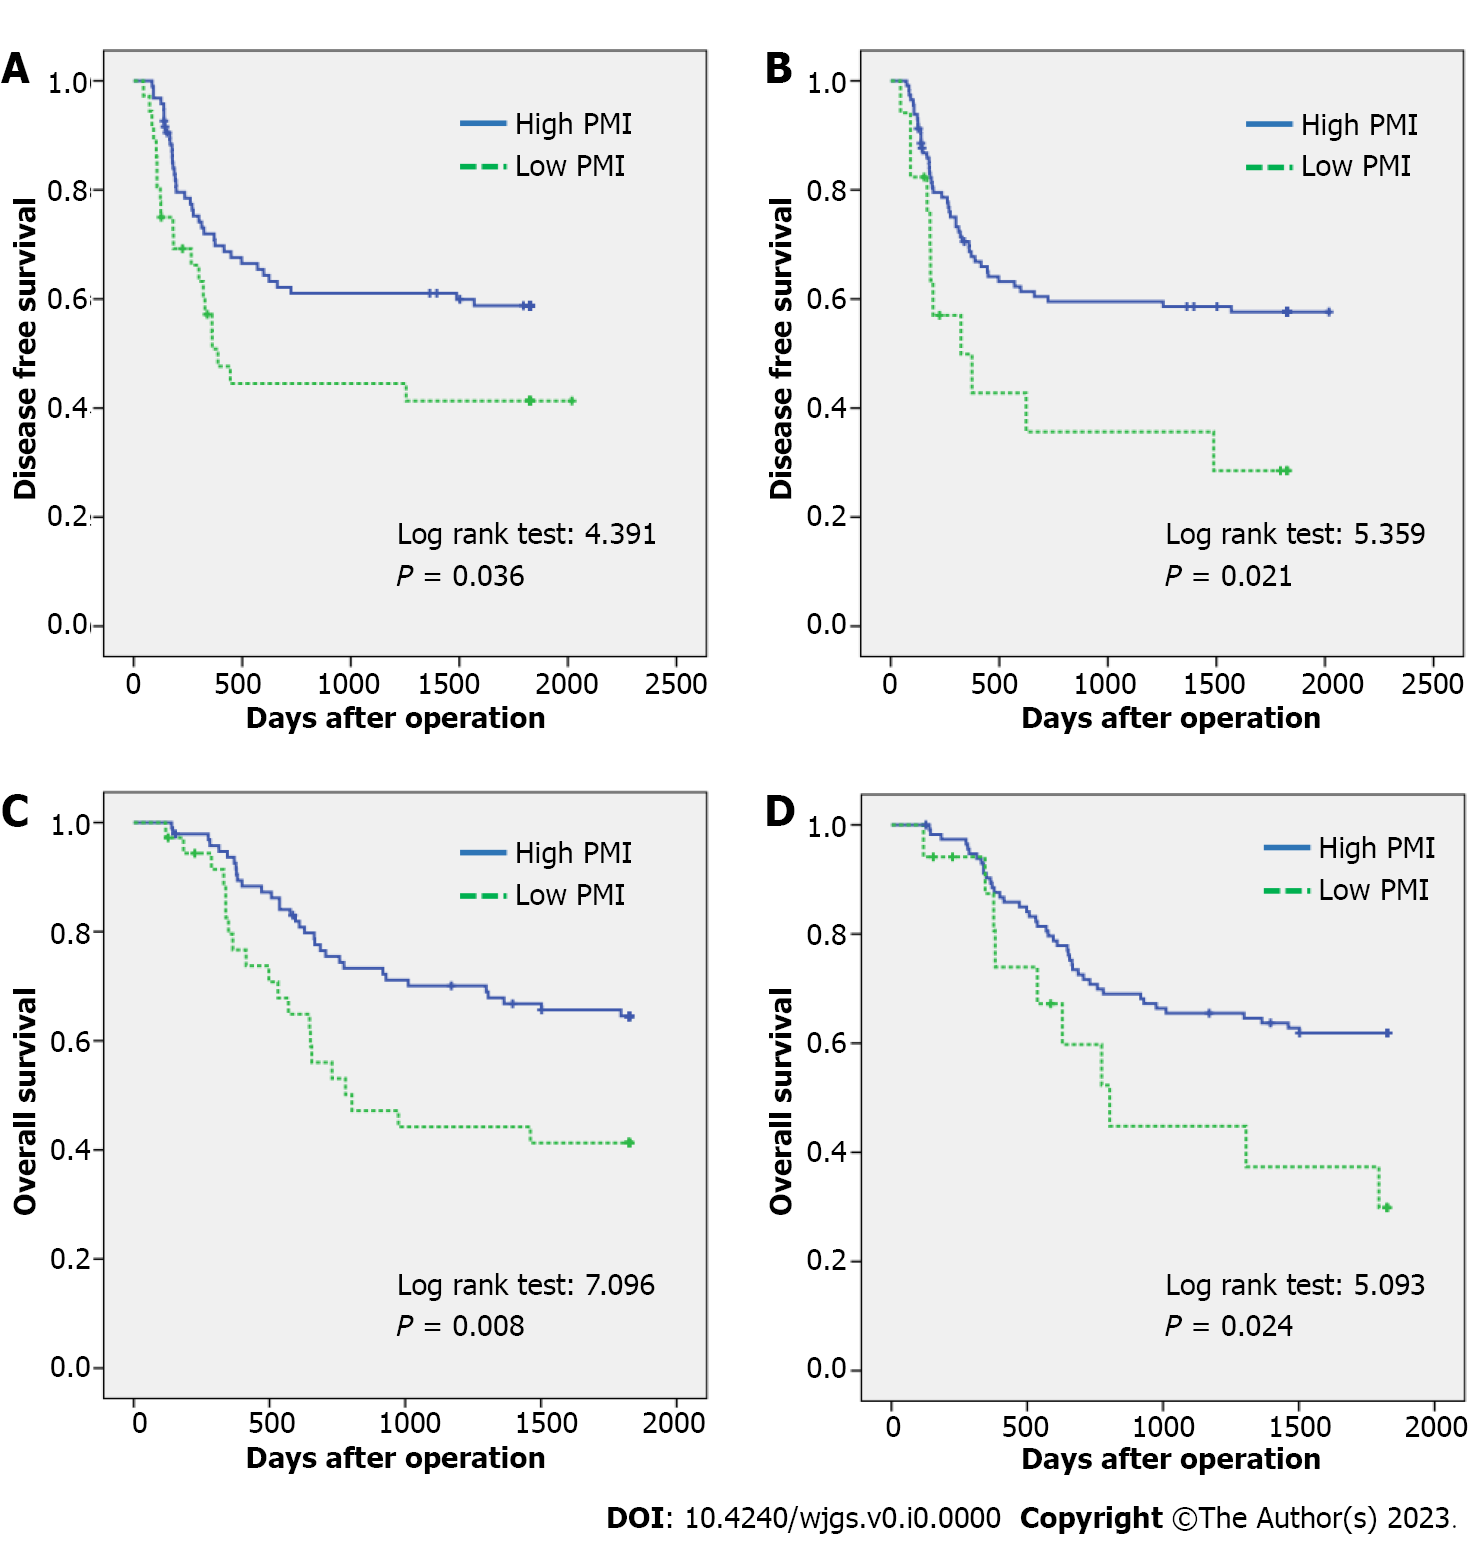 A
B
1.0
0.8
0.6
0.4
0.2
0.0
Disease free survival
High PMI
Low PMI
Log rank test: 4.391
P = 0.036
0 500 1000 1500 2000 2500
Days after operation
1.0
0.8
0.6
0.4
0.2
0.0
Disease free survival
High PMI
Low PMI
Log rank test: 5.359
P = 0.021
0 500 1000 1500 2000 2500
Days after operation
C
1.0
0.8
0.6
0.4
0.2
0.0
Overall survival
High PMI
Low PMI
Log rank test: 7.096
P = 0.008
0 500 1000 1500 2000
Days after operation
D
1.0
0.8
0.6
0.4
0.2
0.0
Overall survival
High PMI
Low PMI
Log rank test: 5.093
P = 0.024
0 500 1000 1500 2000
Days after operation
DOI: 10.4240/wjgs.v0.i0.0000 Copyright ©The Author(s) 2023.